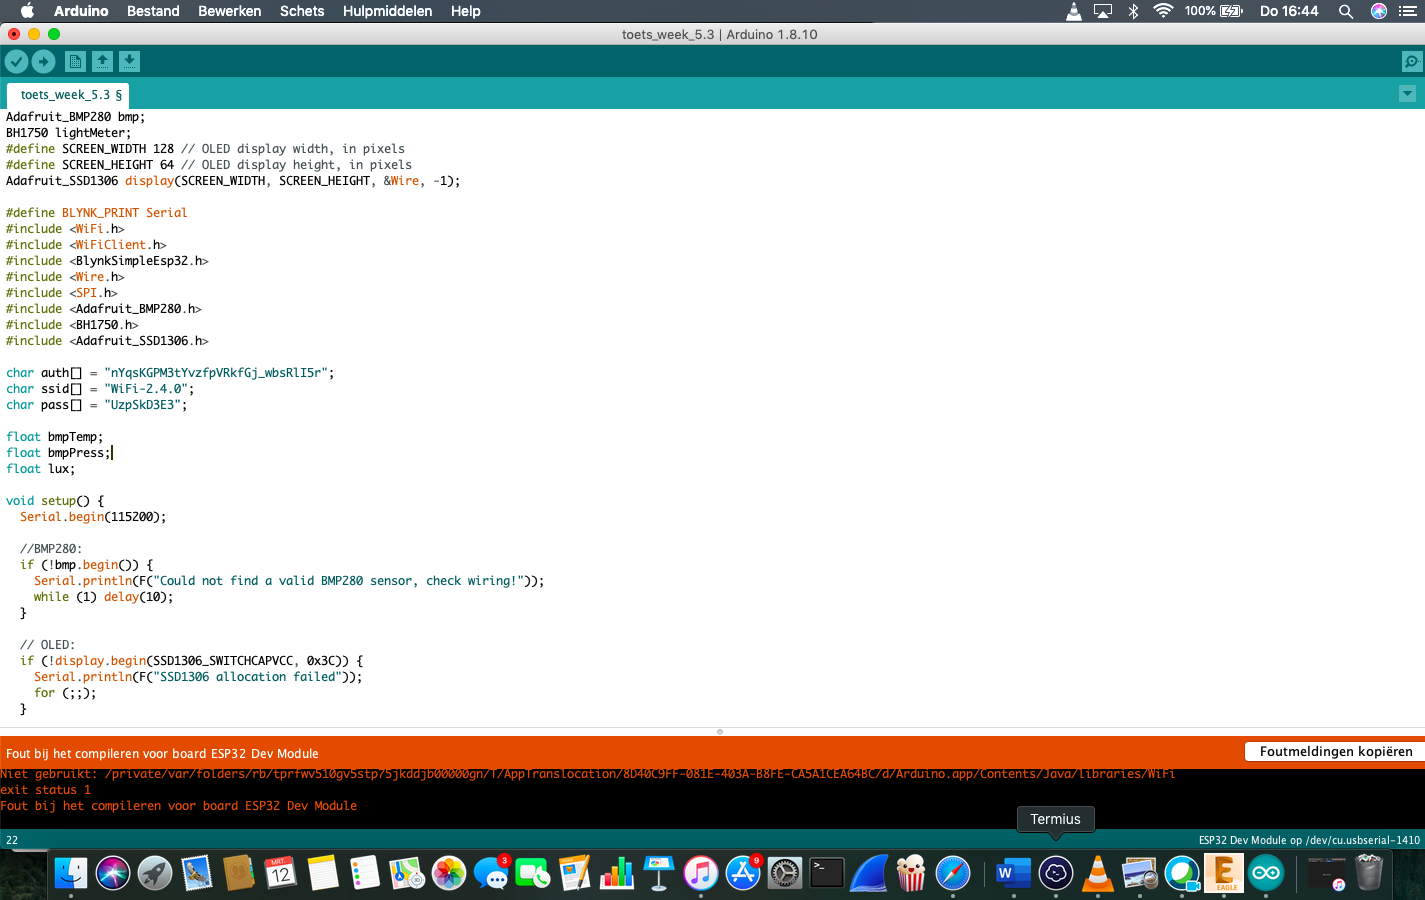 Arduino Bestand Bewerken Schets Hulpmiddelen Help 100% Do 16:44
toets_week_5.3 | Arduino 1.8.10
toets_week_5.3 §
Adafruit_BMP280 bmp;
BH1750 lightMeter;
#define SCREEN_WIDTH 128 // OLED display width, in pixels
#define SCREEN_HEIGHT 64 // OLED display height, in pixels
Adafruit_SSD1306 display(SCREEN_WIDTH, SCREEN_HEIGHT, &Wire, -1);
#define BLYNK_PRINT Serial
#include <WiFi.h>
#include <WiFiClient.h>
#include <BlynkSimpleEsp32.h>
#include <Wire.h>
#include <SPI.h>
#include <Adafruit_BMP280.h>
#include <BH1750.h>
#include <Adafruit_SSD1306.h>
char auth[] = "nYqsKGPM3tYvzfpVRkfGj_wbsRlI5r";
char ssid[] = "WiFi-2.4.0";
char pass[] = "UzpSkD3E3";
float bmpTemp;
float bmpPress;
float lux;
void setup() {
  Serial.begin(115200);
  //BMP280:
  if (!bmp.begin()) {
    Serial.println(F("Could not find a valid BMP280 sensor, check wiring!"));
    while (1) delay(10);
  }
  // OLED:
  if (!display.begin(SSD1306_SWITCHCAPVCC, 0x3C)) {
    Serial.println(F("SSD1306 allocation failed"));
    for (;;);
  }
Fout bij het compileren voor board ESP32 Dev Module Foutmeldingen kopiëren
Niet gebruikt: /private/var/folders/rb/tprfwv510gv5stp75jkddjb00000gn/T/AppTranslocation/8D40C9FF-081E-403A-B8FE-CA5A1CEA64BC/d/Arduino.app/Contents/Java/libraries/WiFi
exit status 1
Fout bij het compileren voor board ESP32 Dev Module
Termius
22 ESP32 Dev Module op /dev/cu.usbserial-1410
MRT.
12
3
9
>_
W
EAGLE